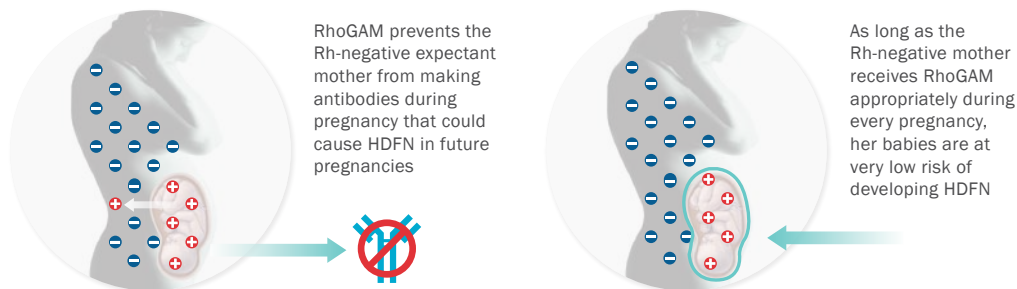 RhoGAM prevents the
Rh-negative expectant
mother from making
antibodies during
pregnancy that could
cause HDFN in future
pregnancies
As long as the
Rh-negative mother
receives RhoGAM
appropriately during
every pregnancy,
her babies are at
very low risk of
developing HDFN